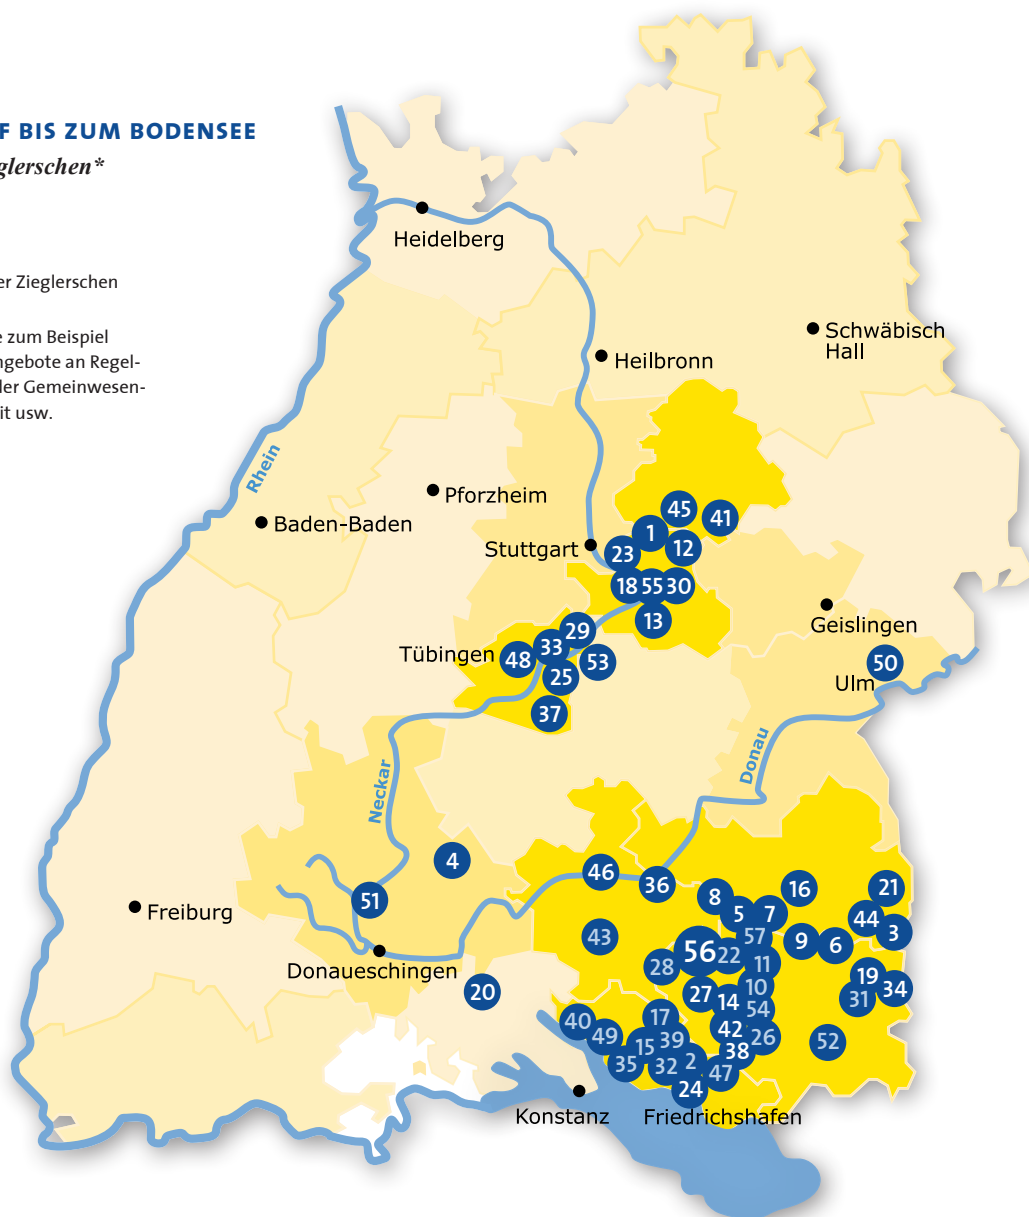 F BIS ZUM BODENSEE
glerschen*
er Zieglerschen
e zum Beispiel
ngebote an Regel-
der Gemeinwesen-
it usw.
Heidelberg
Schwäbisch
Hall
Heilbronn
Rhein
Pforzheim
Baden-Baden
45
41
1
Stuttgart
23
12
18
55
30
13
Geislingen
29
33
Tübingen
48
53
50
25
Ulm
37
Donau
Neckar
4
46
36
16
21
8
51
5
7
44
Freiburg
43
57
3
9
6
56
22
28
11
Donaueschingen
19
20
27
10
34
14
31
54
17
40
42
49
39
26
52
15
38
35
32
2
47
24
Konstanz
Friedrichshafen